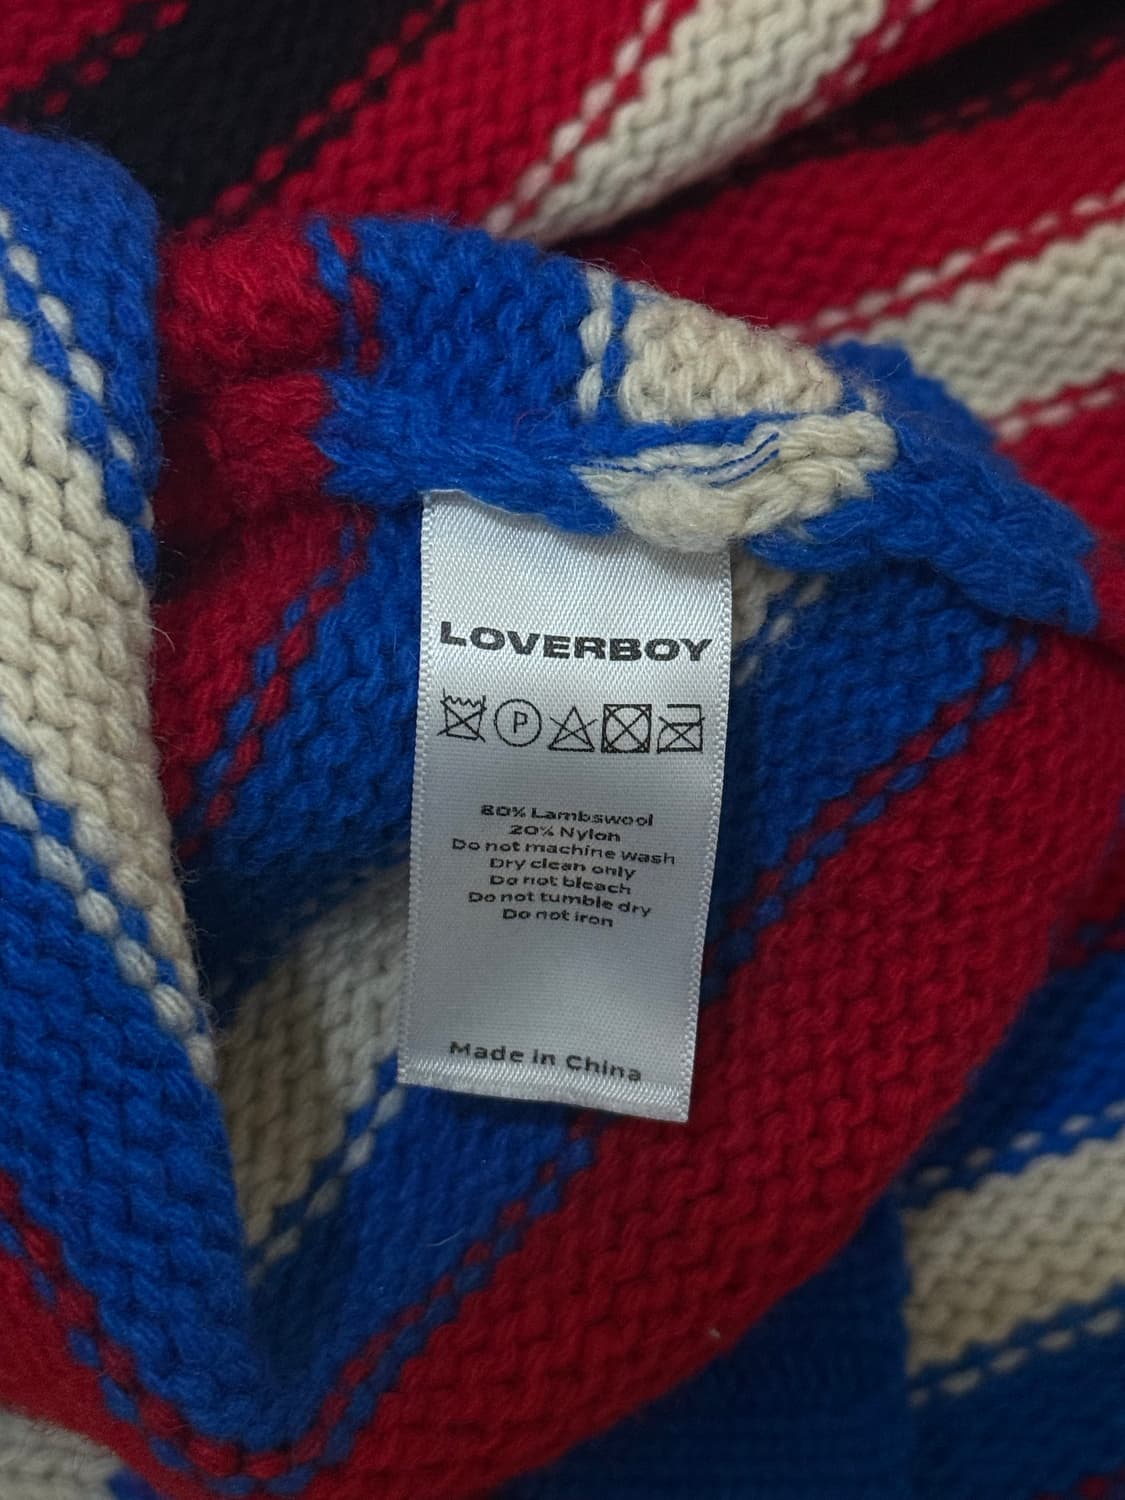 LOVERBOY
P
80% Lambswool
20% Nylon
Do not machine wash
Dry clean only
Do not bleach
Do not tumble dry
Do not iron
Made in China